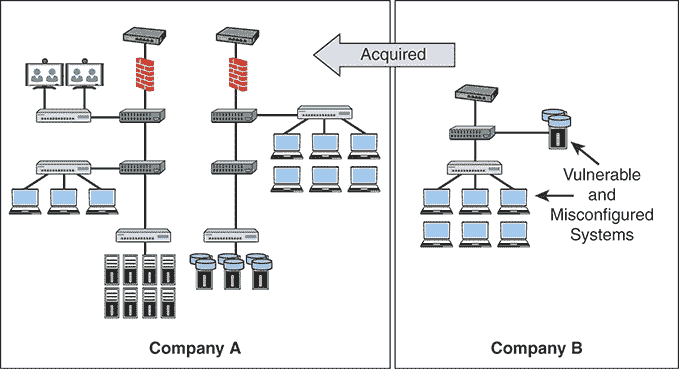 Acquired
Vulnerable
and
Misconfigured
Systems
Company A
Company B